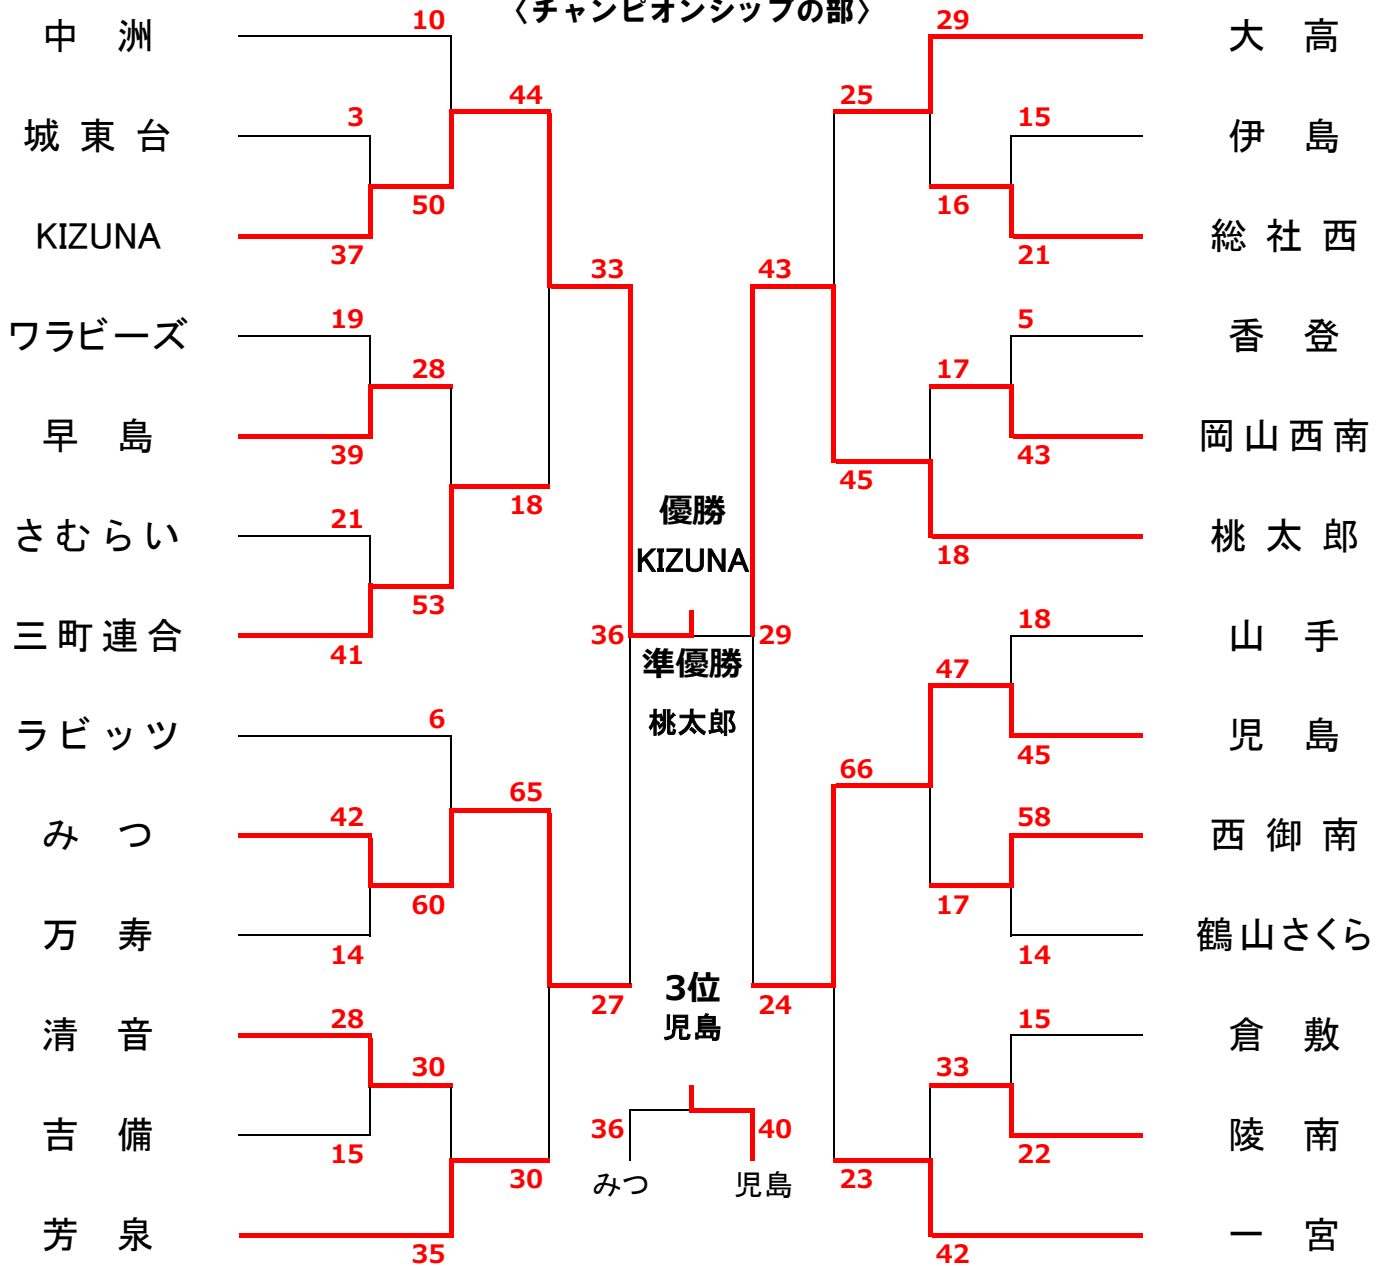 〈チャンピオンシップの部〉
中 洲 10 29 大 高
44 25
城 東 台 3 15 伊 島
50 16
KIZUNA 37 21 総 社 西
33 43
ワラビーズ 19 5 香 登
28 17
早 島 39 43 岡 山 西 南
18 45
さ む ら い 21 18 桃 太 郎
優勝
KIZUNA
53
三 町 連 合 41 36 29 18 山 手
準優勝
47
桃太郎
ラ ビ ッ ツ 6 45 児 島
65 66
み つ 42 58 西 御 南
60 17
万 寿 14 14 鶴 山 さくら
27 3位 24
児島
清 音 28 15 倉 敷
30 33
吉 備 15 36 40 22 陵 南
30 みつ 児島 23
芳 泉 35 42 一 宮